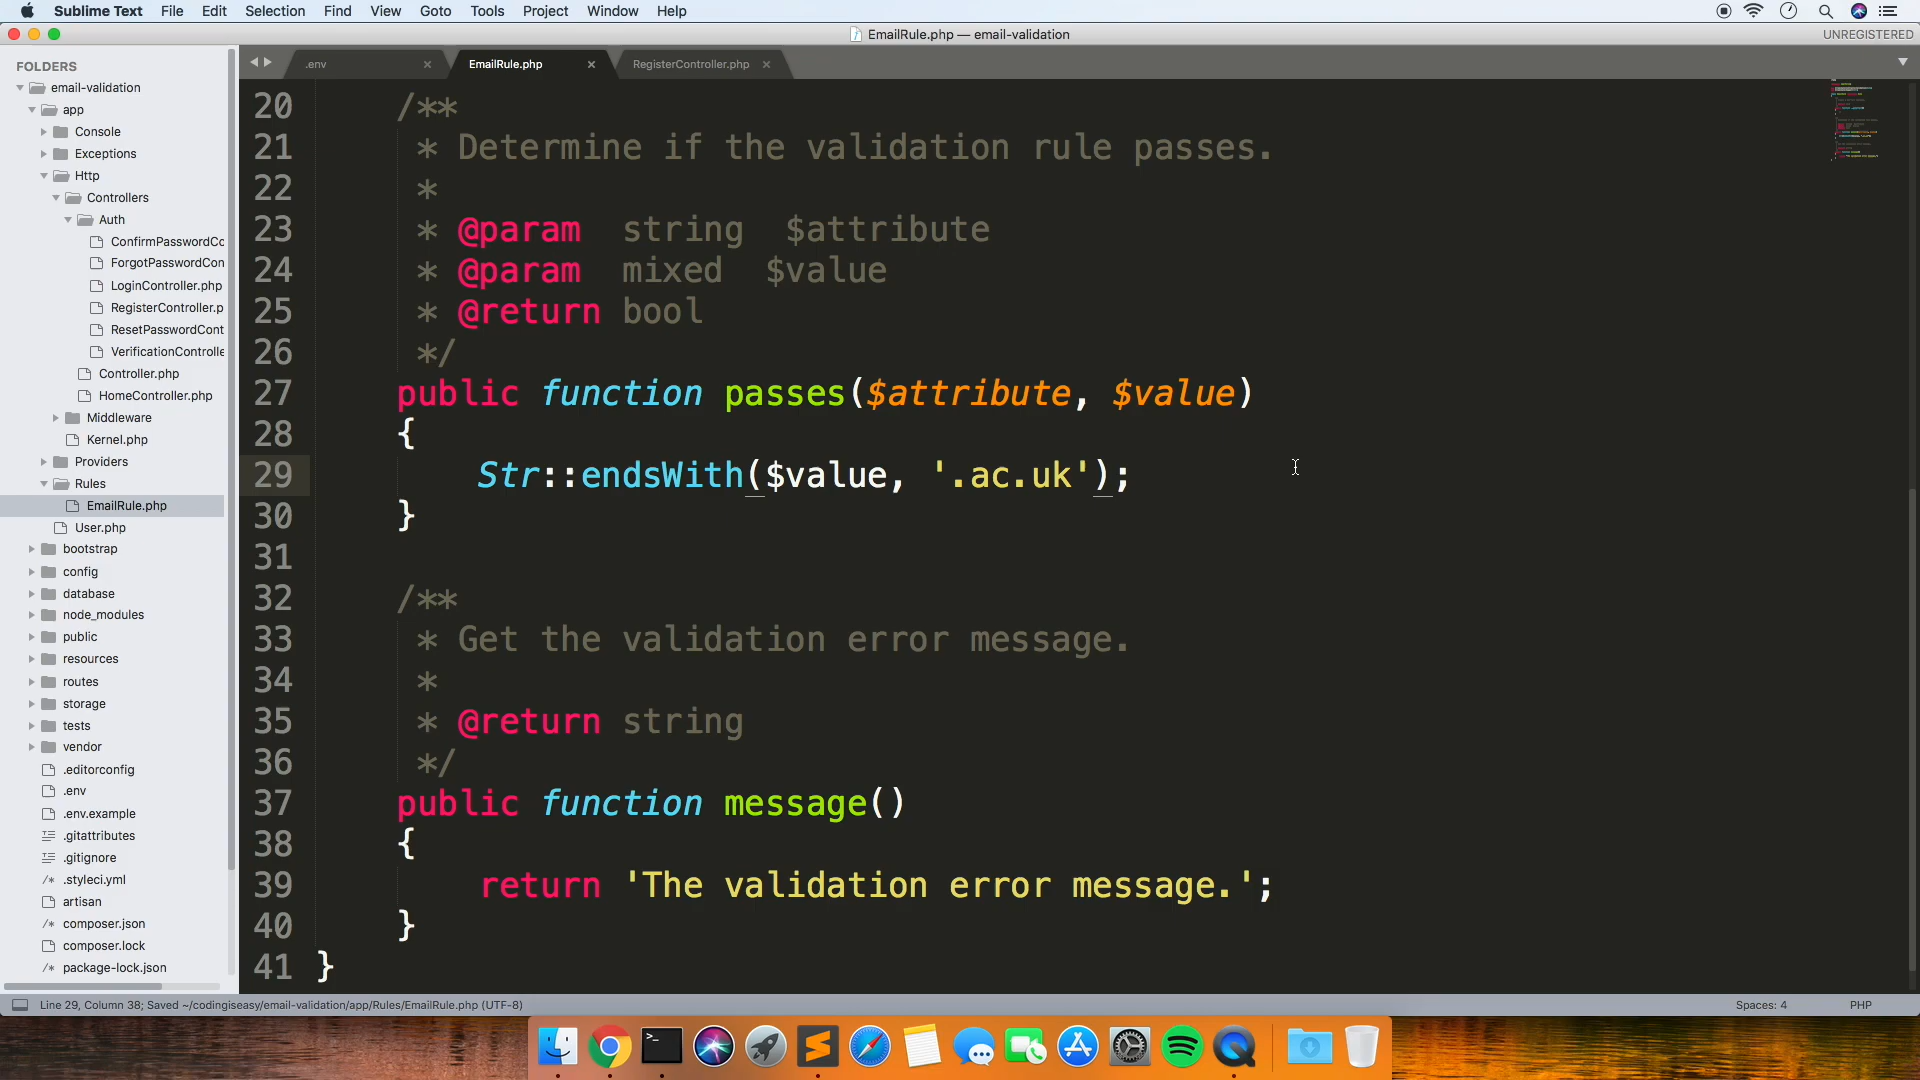 Sublime Text File Edit Selection Find View Goto Tools Project Window Help
EmailRule.php — email-validation
UNREGISTERED
FOLDERS
email-validation
app
Console
Exceptions
Http
Controllers
Auth
ConfirmPasswordCo
ForgotPasswordCon
LoginController.php
RegisterController.p
ResetPasswordCont
VerificationControlle
Controller.php
HomeController.php
Middleware
Kernel.php
Providers
Rules
EmailRule.php
User.php
bootstrap
config
database
node_modules
public
resources
routes
storage
tests
vendor
.editorconfig
.env
.env.example
.gitattributes
.gitignore
/* .styleci.yml
artisan
/* composer.json
composer.lock
/* package-lock.json
.env × EmailRule.php × RegisterController.php ×
20 /**
21 * Determine if the validation rule passes.
22 *
23 * @param string $attribute
24 * @param mixed $value
25 * @return bool
26 */
27 public function passes($attribute, $value)
28 {
29 Str::endsWith($value, '.ac.uk');
30 }
31
32 /**
33 * Get the validation error message.
34 *
35 * @return string
36 */
37 public function message()
38 {
39 return 'The validation error message.';
40 }
41 }
Line 29, Column 38; Saved ~/codingiseasy/email-validation/app/Rules/EmailRule.php (UTF-8)
Spaces: 4 PHP